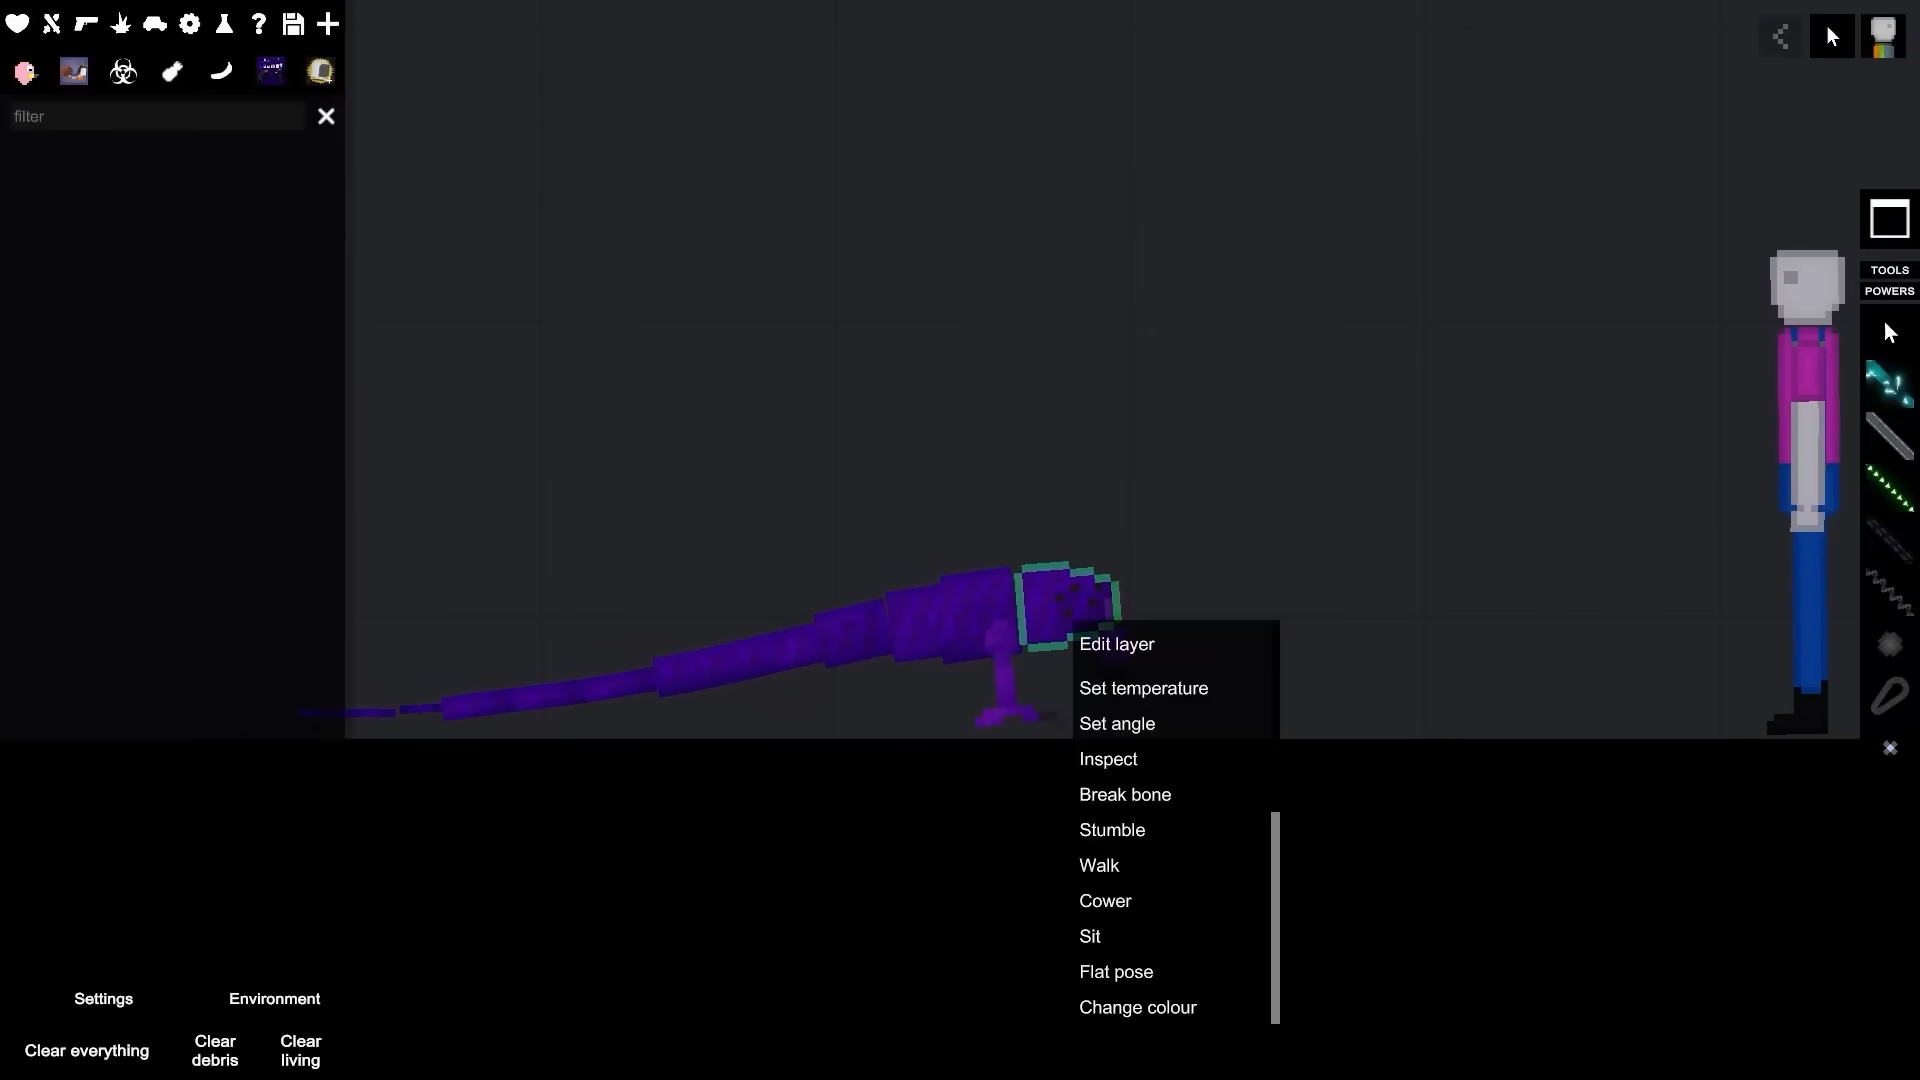 filter
TOOLS
POWERS
Edit layer
Set temperature
Set angle
Inspect
Break bone
Stumble
Walk
Cower
Sit
Flat pose
Change colour
Settings
Environment
Clear everything
Clear
debris
Clear
living